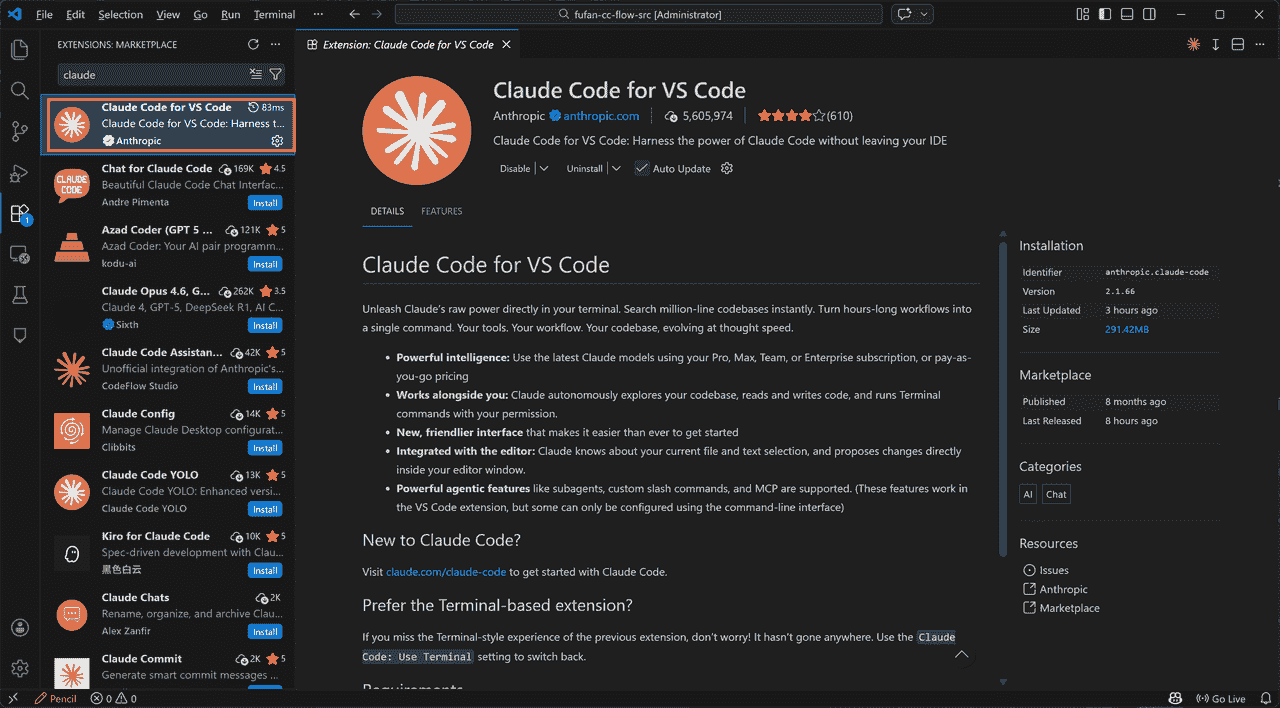 File Edit Selection View Go Run Terminal ··· fufan-cc-flow-src [Administrator]
EXTENSIONS: MARKETPLACE
claude
Claude Code for VS Code 83ms
Claude Code for VS Code: Harness t...
Anthropic
CLAUDE CODE
Chat for Claude Code 169K 4.5
Beautiful Claude Code Chat Interfac...
Andre Pimenta Install
Azad Coder (GPT 5 ... 121K 5
Azad Coder: Your AI pair programm...
kodu-ai Install
Claude Opus 4.6, G... 262K 3.5
Claude 4, GPT-5, DeepSeek R1, AI C...
Sixth Install
Claude Code Assistan... 42K 5
Unofficial integration of Anthropic's...
CodeFlow Studio Install
Claude Config 14K 5
Manage Claude Desktop configurat...
Clibbits Install
Claude Code YOLO 13K 5
Claude Code YOLO: Enhanced versi...
Claude Code YOLO Install
Kiro for Claude Code 10K 5
Spec-driven development with Clau...
黑色白云 Install
Claude Chats 2K
Rename, organize, and archive Clau...
Alex Zanfir Install
Claude Commit 2K 5
Generate smart commit messages ...
Extension: Claude Code for VS Code
Claude Code for VS Code
Anthropic anthropic.com 5,605,974 (610)
Claude Code for VS Code: Harness the power of Claude Code without leaving your IDE
Disable Uninstall Auto Update
DETAILS FEATURES
Claude Code for VS Code
Unleash Claude's raw power directly in your terminal. Search million-line codebases instantly. Turn hours-long workflows into
a single command. Your tools. Your workflow. Your codebase, evolving at thought speed.
• Powerful intelligence: Use the latest Claude models using your Pro, Max, Team, or Enterprise subscription, or pay-as-
you-go pricing
• Works alongside you: Claude autonomously explores your codebase, reads and writes code, and runs Terminal
commands with your permission.
• New, friendlier interface that makes it easier than ever to get started
• Integrated with the editor: Claude knows about your current file and text selection, and proposes changes directly
inside your editor window.
• Powerful agentic features like subagents, custom slash commands, and MCP are supported. (These features work in
the VS Code extension, but some can only be configured using the command-line interface)
New to Claude Code?
Visit claude.com/claude-code to get started with Claude Code.
Prefer the Terminal-based extension?
If you miss the Terminal-style experience of the previous extension, don't worry! It hasn't gone anywhere. Use the Claude
Code: Use Terminal setting to switch back.
Requirements
Installation
Identifier anthropic.claude-code
Version 2.1.66
Last Updated 3 hours ago
Size 291.42MB
Marketplace
Published 8 months ago
Last Released 8 hours ago
Categories
AI Chat
Resources
Issues
Anthropic
Marketplace
1
Pencil 0 0 Go Live